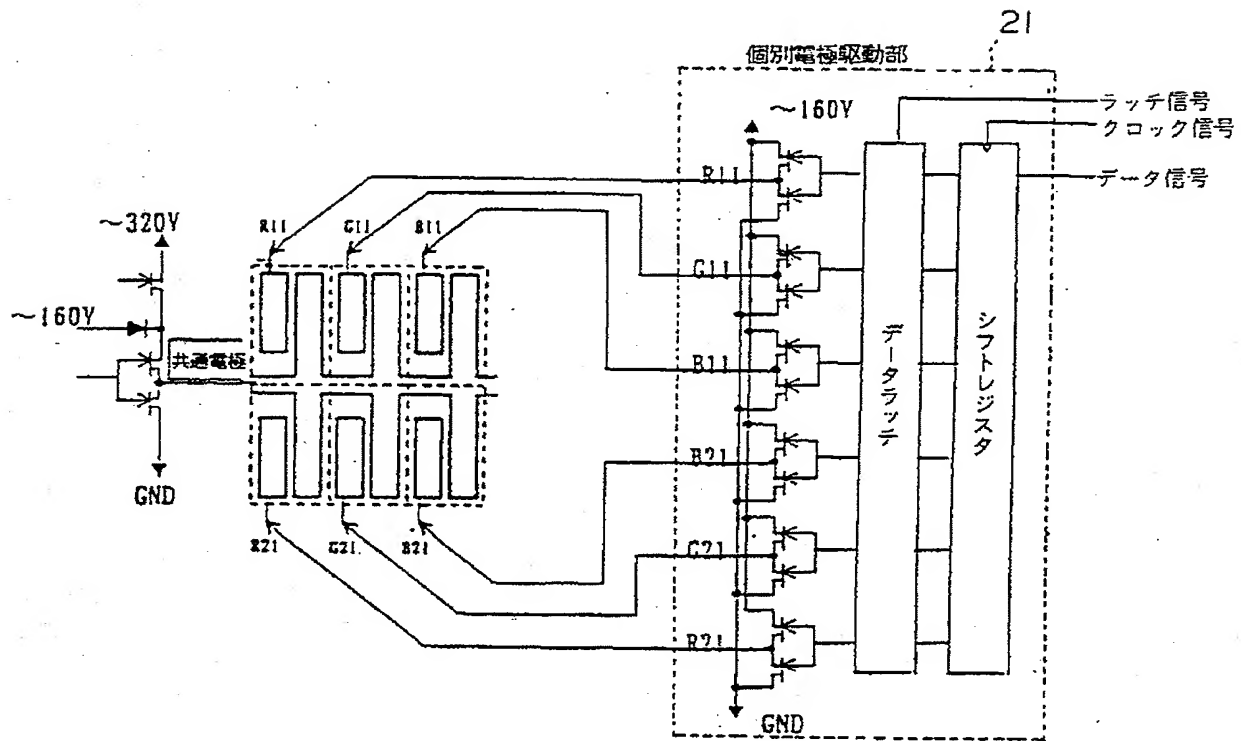 21
個別電極駆動部
~160V
ラッチ信号
クロック信号
データ信号
R11
G11
B11
B21
G21
R21
GND
データラッチ
シフトレジスタ
~320V
~160V
共通電極
GND
R11
G11
B11
R21
G21
B21